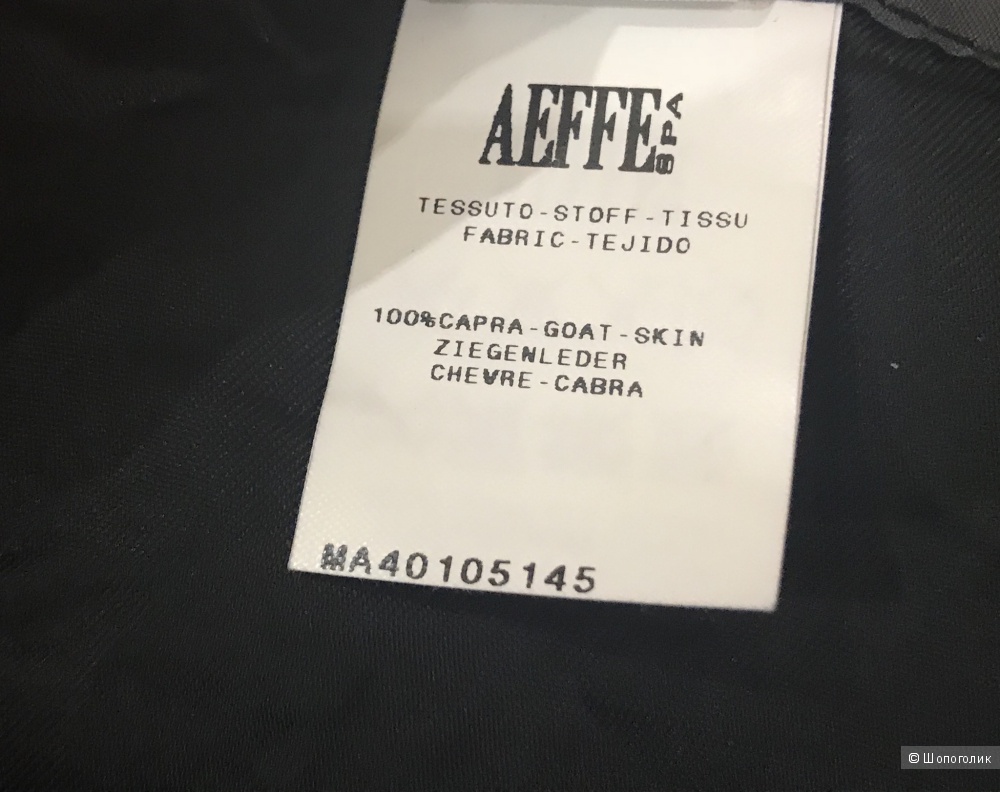 AEFFE SPA
TESSUTO-STOFF-TISSU
FABRIC-TEJIDO
100%CAPRA-GOAT-SKIN
ZIEGENLEDER
CHEVRE-CABRA
MA40105145
© Шопоголик